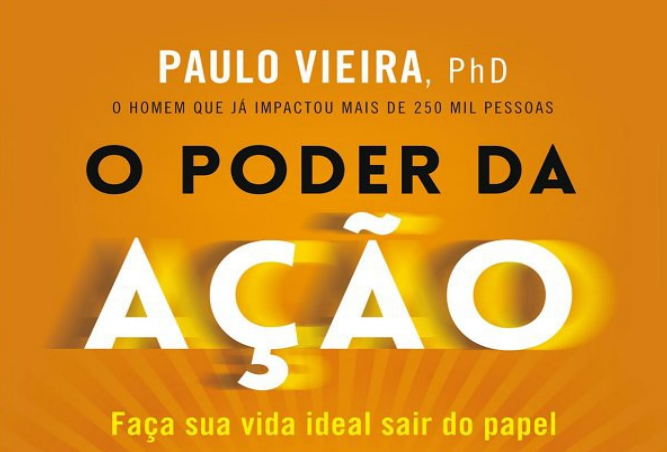 PAULO VIEIRA, PhD
O HOMEM QUE JÁ IMPACTOU MAIS DE 250 MIL PESSOAS
O PODER DA
AÇÃO
Faça sua vida ideal sair do papel